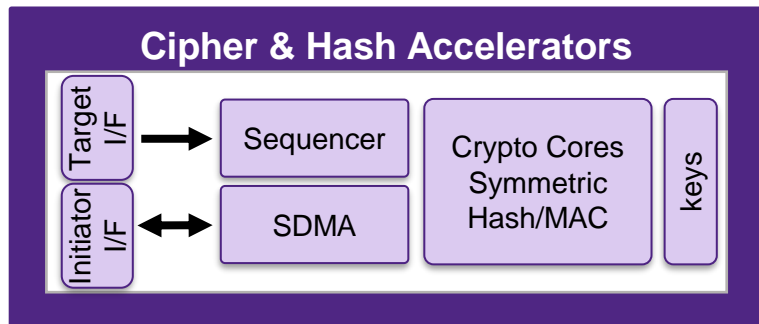 Cipher & Hash Accelerators
Target
I/F
Sequencer
Initiator
I/F
SDMA
Crypto Cores
Symmetric
Hash/MAC
keys